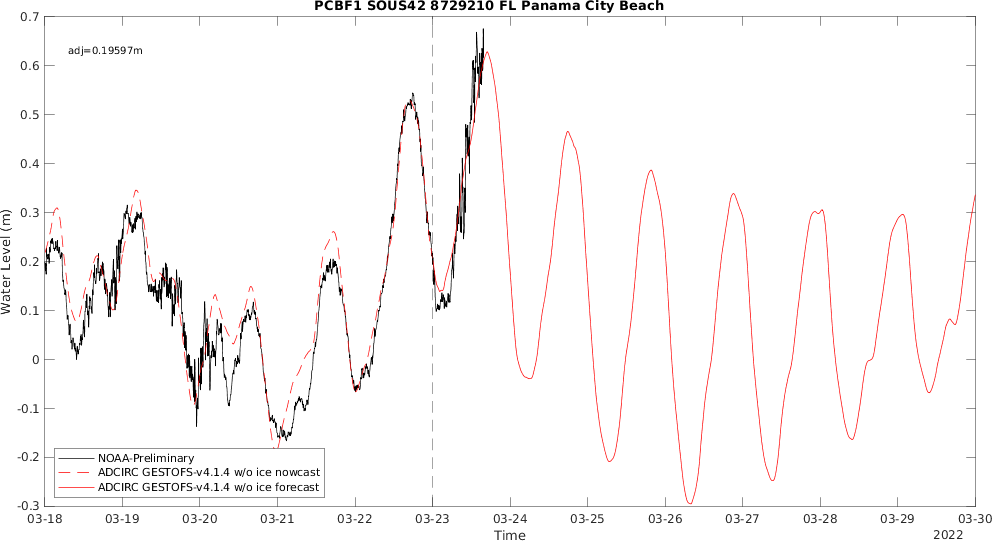 PCBF1 SOUS42 8729210 FL Panama City Beach
adj=0.19597m
Water Level (m)
0.7
0.6
0.5
0.4
0.3
0.2
0.1
0
-0.1
-0.2
-0.3
NOAA-Preliminary
ADCIRC GESTOFS-v4.1.4 w/o ice nowcast
ADCIRC GESTOFS-v4.1.4 w/o ice forecast
03-18 03-19 03-20 03-21 03-22 03-23 03-24 03-25 03-26 03-27 03-28 03-29 03-30
Time
2022